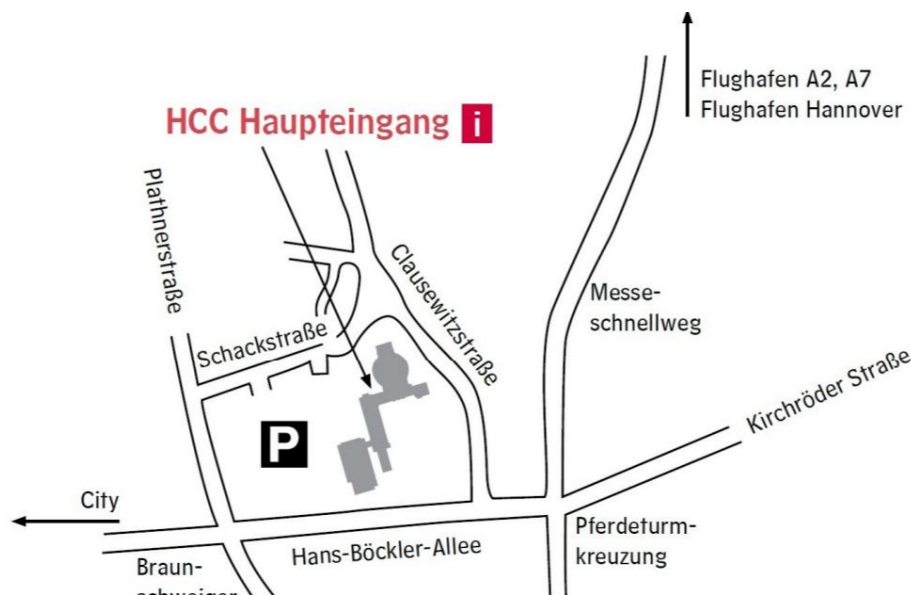 Flughafen A2, A7
Flughafen Hannover
HCC Haupteingang i
Plathnerstraße
Clausewitzstraße
Messe-
schnellweg
Schackstraße
Kirchröder Straße
P
City
Pferdeturm-
kreuzung
Hans-Böckler-Allee
Braun-
schweiger